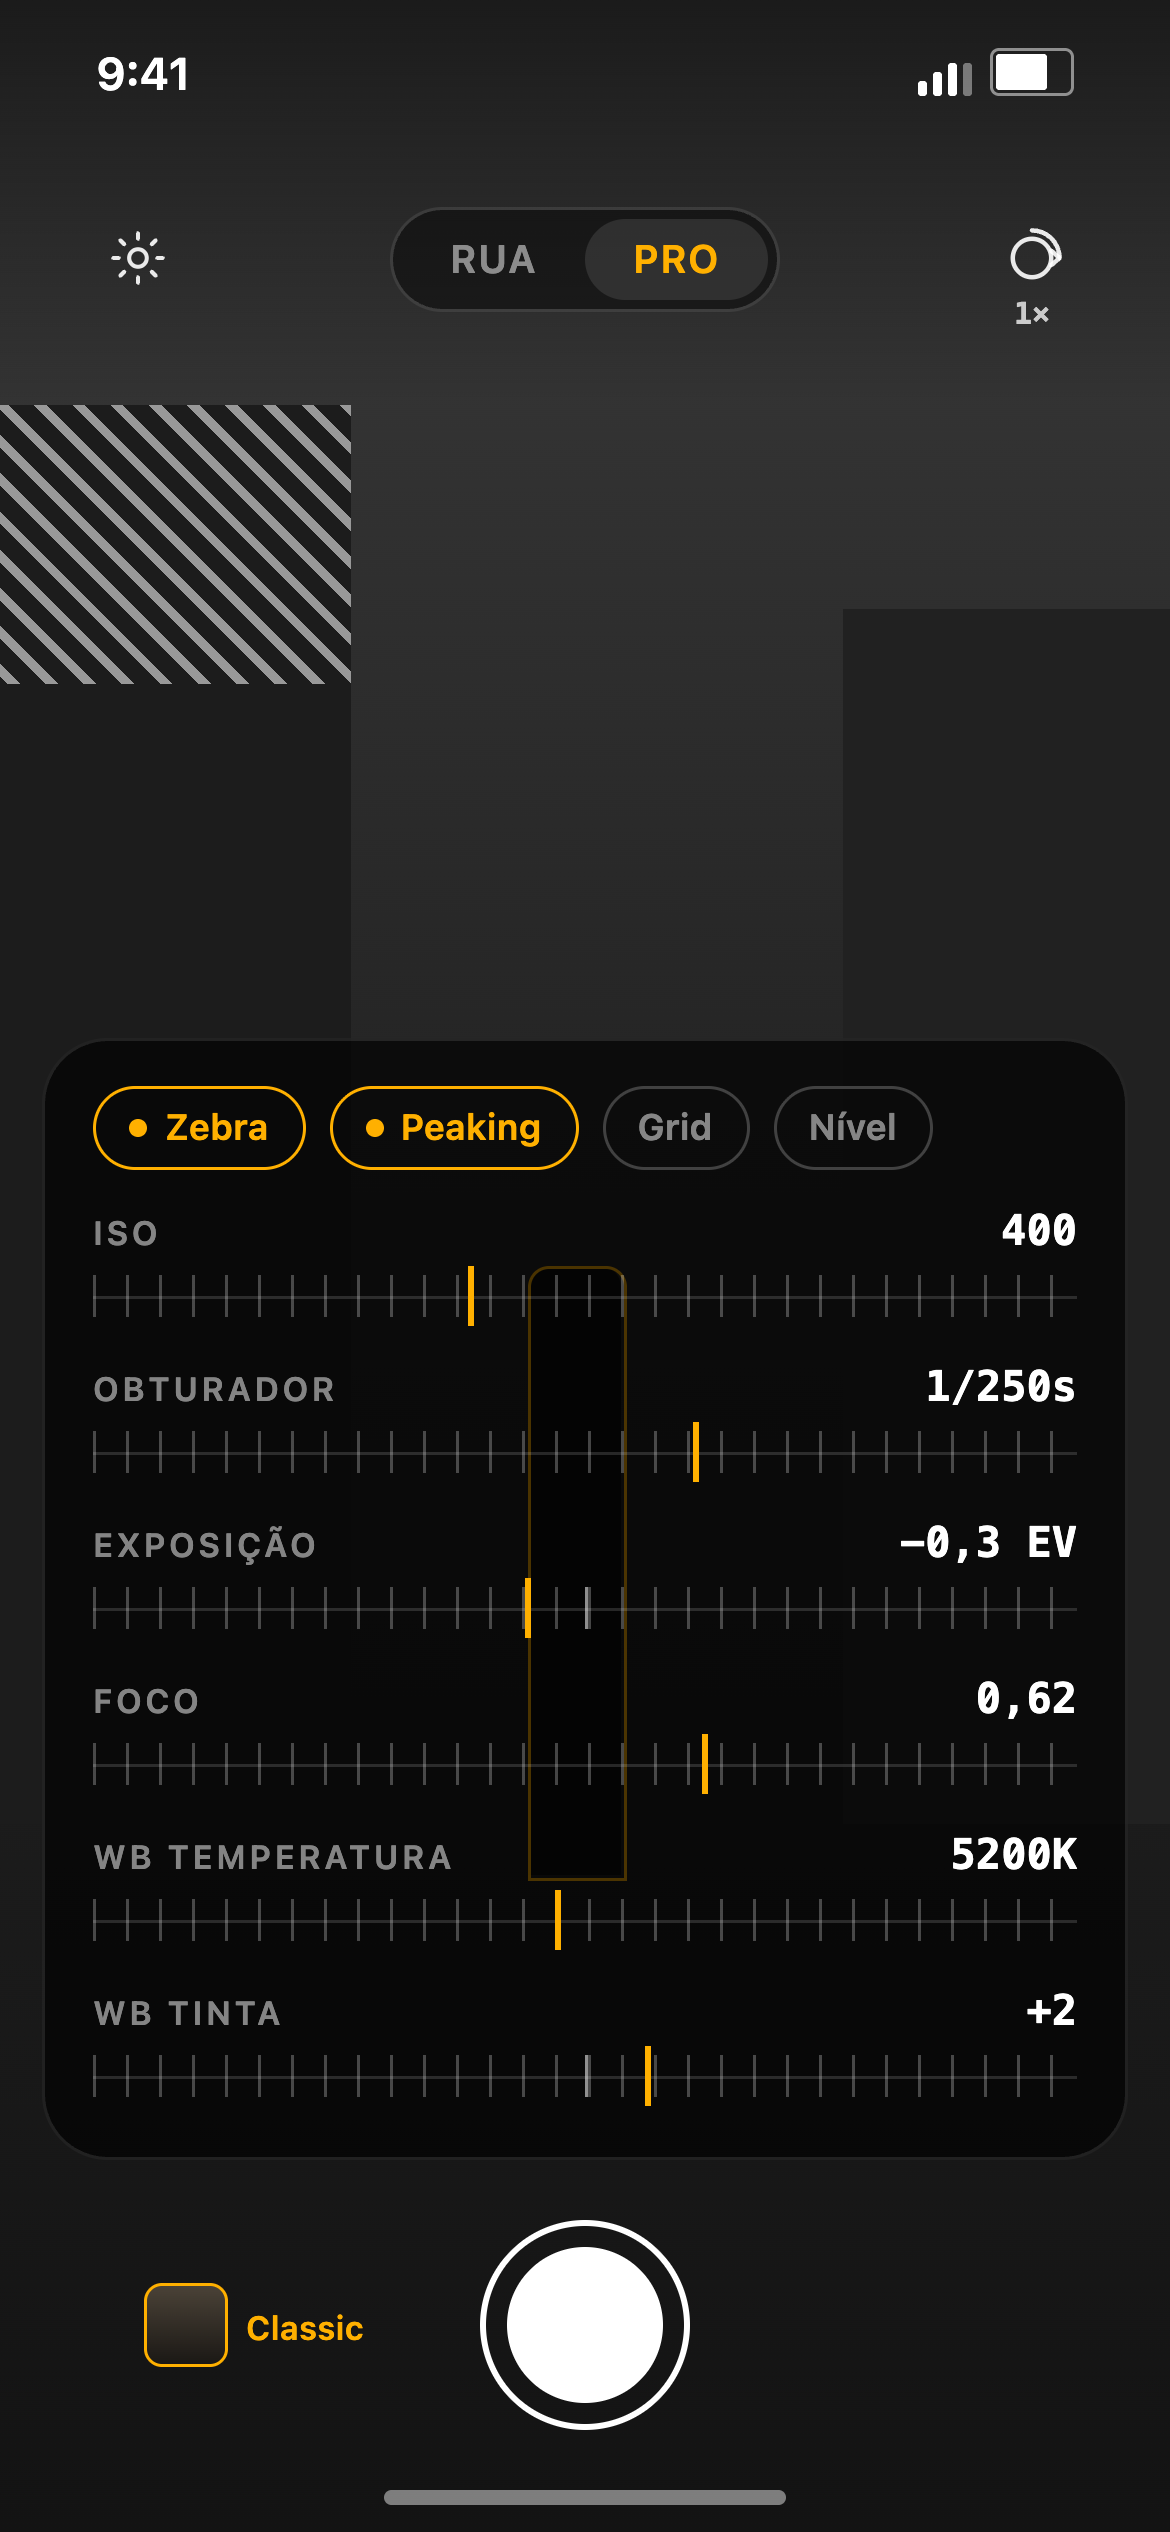 9:41
RUA PRO
1×
Zebra Peaking Grid Nível
ISO 400
OBTURADOR 1/250s
EXPOSIÇÃO −0,3 EV
FOCO 0,62
WB TEMPERATURA 5200K
WB TINTA +2
Classic